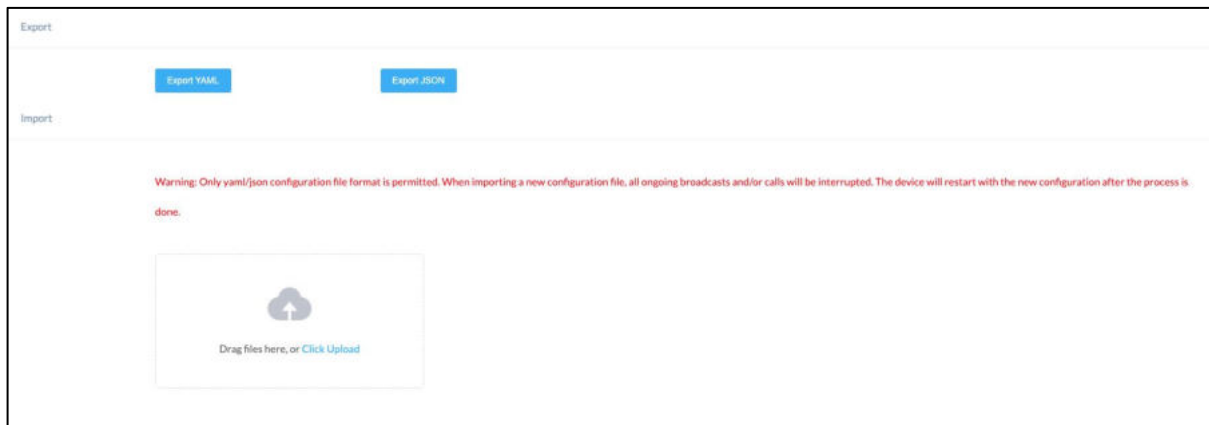 Export
Export YAML Export JSON
Import
Warning: Only yaml/json configuration file format is permitted. When importing a new configuration file, all ongoing broadcasts and/or calls will be interrupted. The device will restart with the new configuration after the process is
done.
Drag files here, or Click Upload